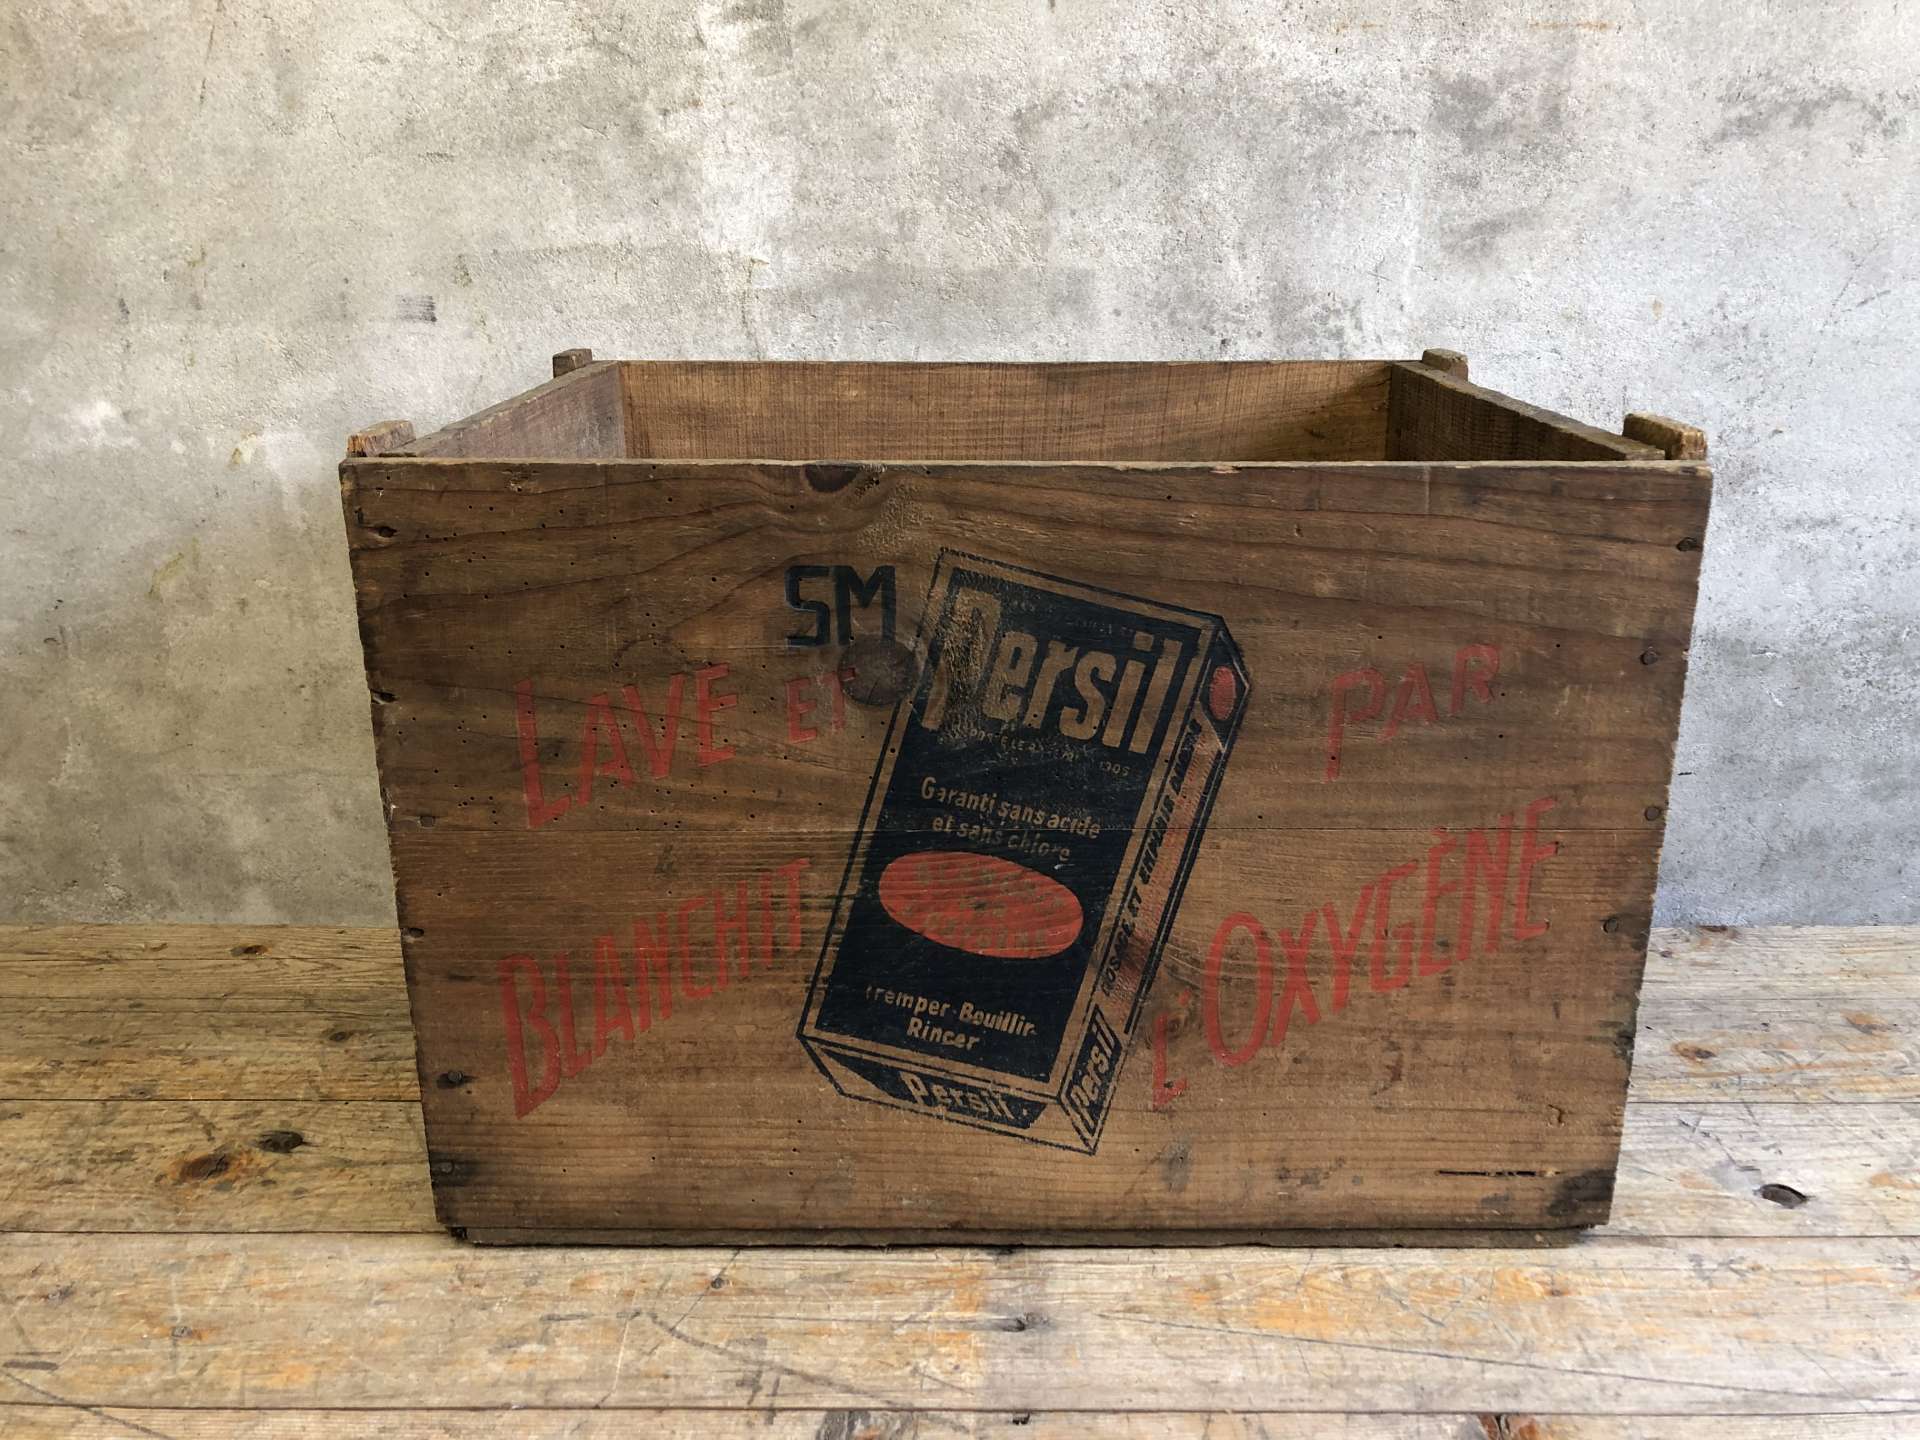 SM
LAVE ET
BLANCHIT
PAR
L'OXYGÈNE
Persil
Garanti sans acide
et sans chlore
Tremper-Bouillir-
Rincer
Persil
Persil